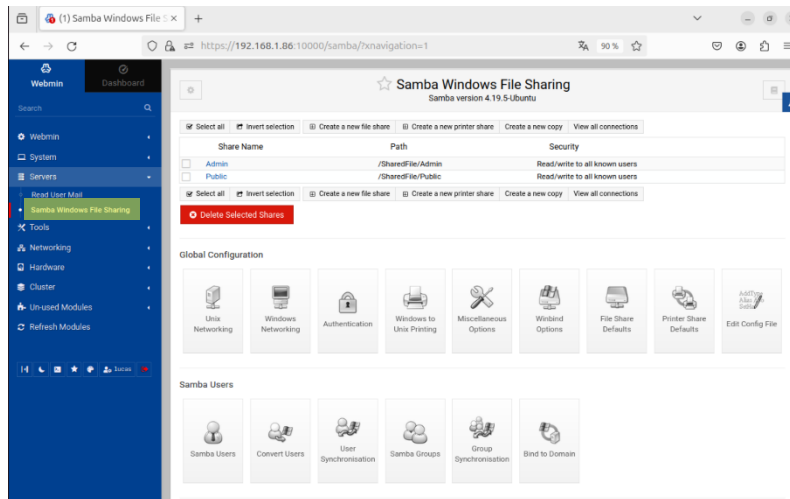 (1) Samba Windows File S
https://192.168.1.86:10000/samba/?xnavigation=1
90 %
Webmin
Dashboard
Search
Webmin
System
Servers
Read User Mail
Samba Windows File Sharing
Tools
Networking
Hardware
Cluster
Un-used Modules
Refresh Modules
lucas
Samba Windows File Sharing
Samba version 4.19.5-Ubuntu
Select all Invert selection Create a new file share Create a new printer share Create a new copy View all connections
Share Name Path Security
Admin /SharedFile/Admin Read/write to all known users
Public /SharedFile/Public Read/write to all known users
Select all Invert selection Create a new file share Create a new printer share Create a new copy View all connections
Delete Selected Shares
Global Configuration
Unix
Networking
Windows
Networking
Authentication
Windows to
Unix Printing
Miscellaneous
Options
Winbind
Options
File Share
Defaults
Printer Share
Defaults
Edit Config File
Samba Users
Samba Users
Convert Users
User
Synchronisation
Samba Groups
Group
Synchronisation
Bind to Domain